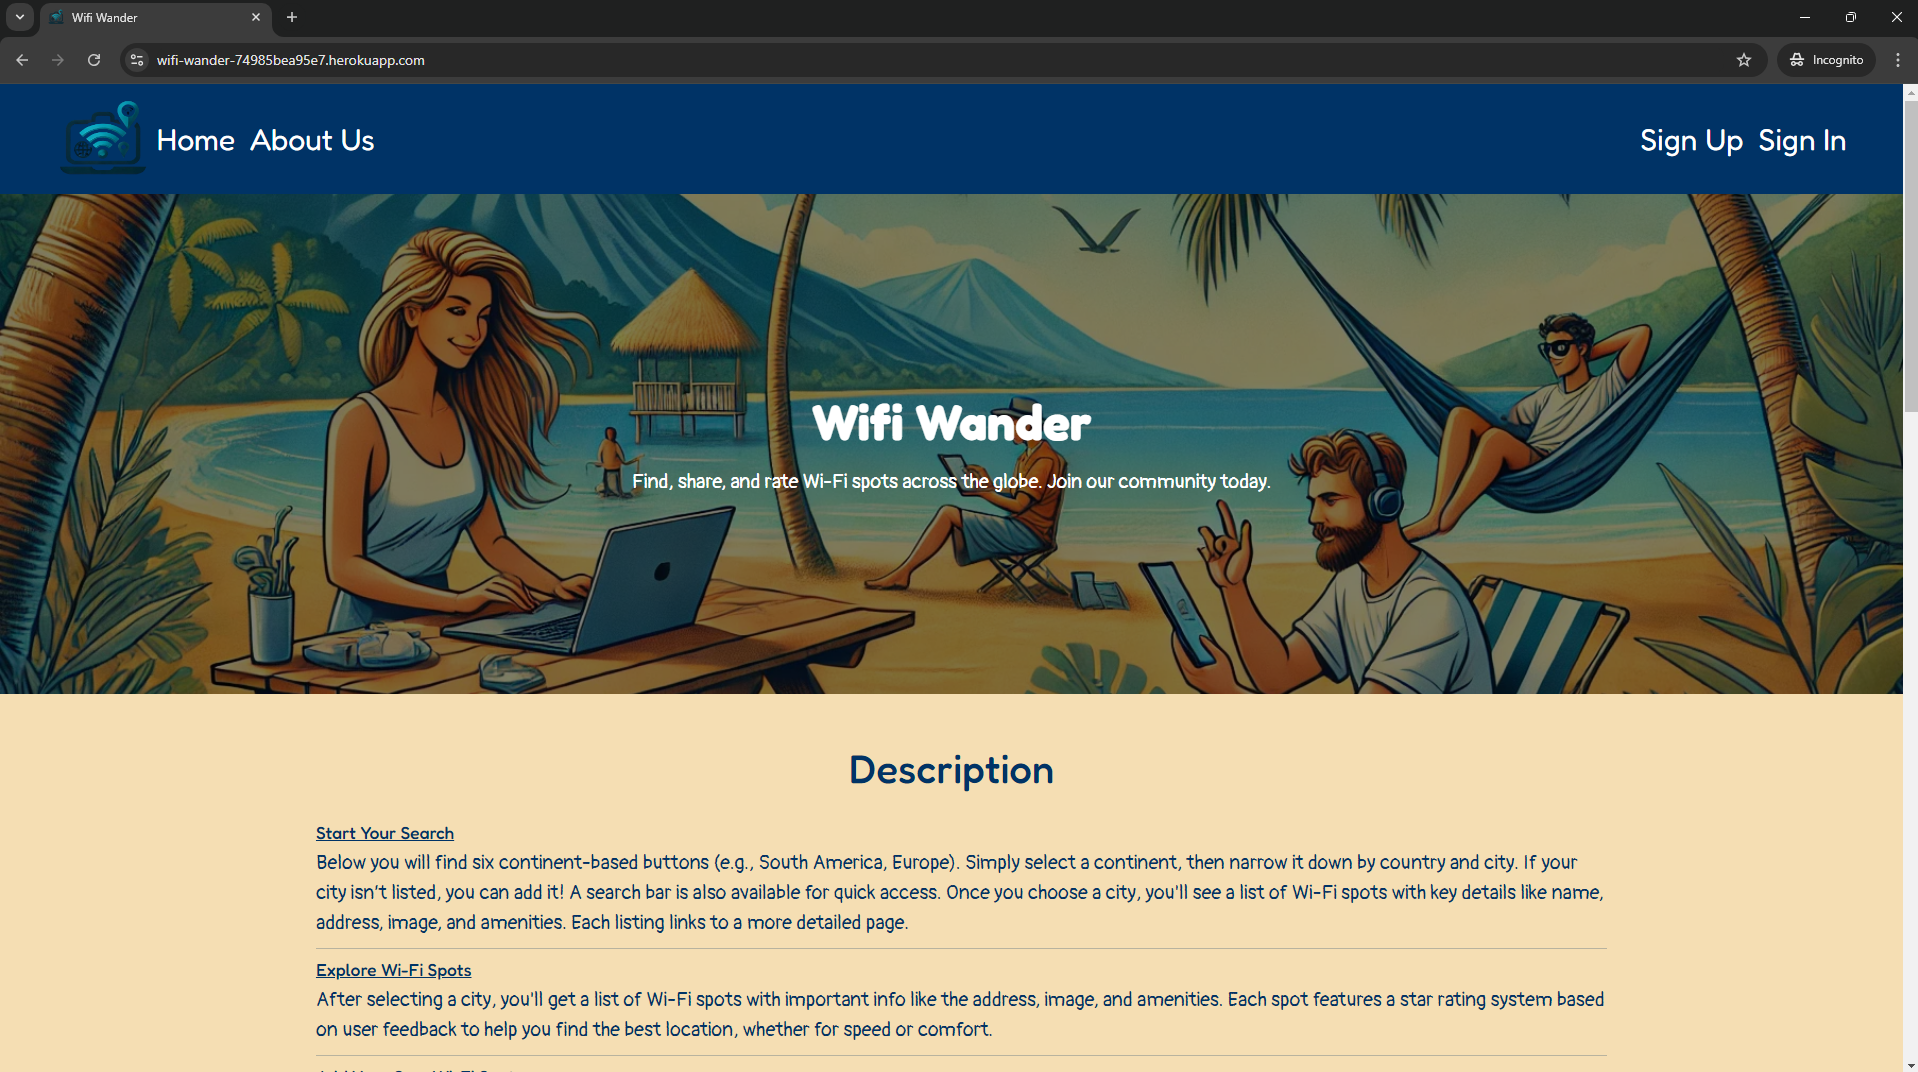 Wifi Wander
wifi-wander-74985bea95e7.herokuapp.com
Incognito
Home About Us
Sign Up Sign In
Wifi Wander
Find, share, and rate Wi-Fi spots across the globe. Join our community today.
Description
Start Your Search
Below you will find six continent-based buttons (e.g., South America, Europe). Simply select a continent, then narrow it down by country and city. If your
city isn't listed, you can add it! A search bar is also available for quick access. Once you choose a city, you'll see a list of Wi-Fi spots with key details like name,
address, image, and amenities. Each listing links to a more detailed page.
Explore Wi-Fi Spots
After selecting a city, you'll get a list of Wi-Fi spots with important info like the address, image, and amenities. Each spot features a star rating system based
on user feedback to help you find the best location, whether for speed or comfort.